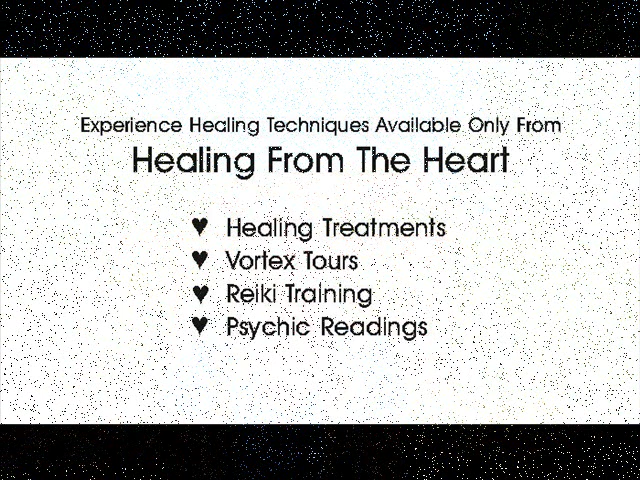 Experience Healing Techniques Available Only From
Healing From The Heart
♥ Healing Treatments
♥ Vortex Tours
♥ Reiki Training
♥ Psychic Readings